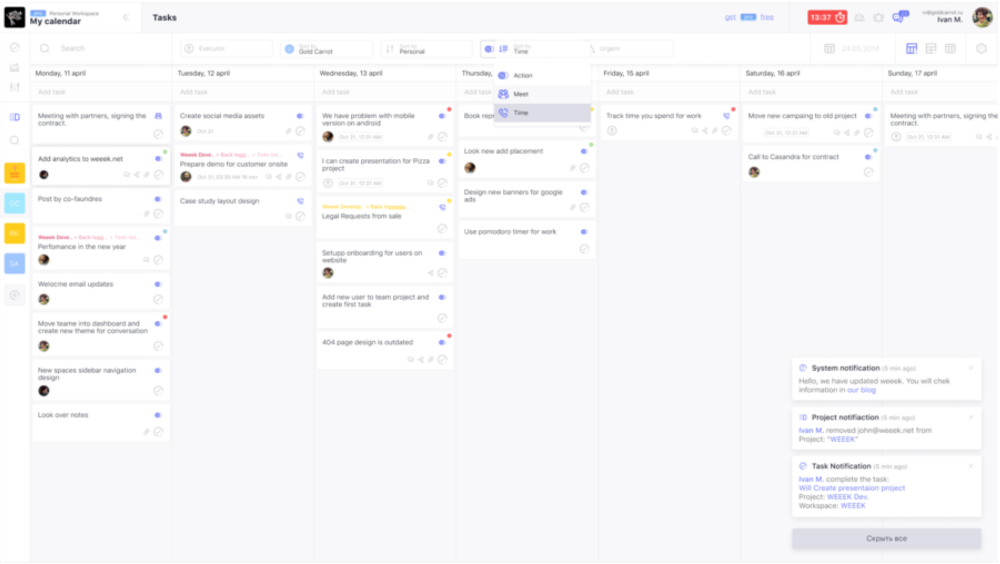 pro Personal Workspace
My calendar
Tasks
get pro free
13:37
23
iv@goldcarrot.ru
Ivan M.
Search
Executor
Sort by
Gold Carrot
Sort by
Personal
Sort by
Time
Urgent
24.05.2014
Action
Meet
Time
Monday, 11 april
Add task
Meeting with partners, signing the
contract.
Add analytics to weeek.net
Post by co-faundres
Weeek Deve.. > Back logg... > Todo list...
Perfomance in the new year
Welocme email updates
Move teame into dashboard and
create new theme for conversation
New spaces sidebar navigation
design
Look over notes
Tuesday, 12 april
Add task
Create social media assets
Oct 31
Weeek Deve.. > Back logg... > Todo list...
Prepare demo for customer onsite
Oct 31, 02:30 AM 16 min
Case study layout design
Wednesday, 13 april
Add task
We have problem with mobile
version on android
Oct 31, 12:31 AM
I can create presentation for Pizza
project
Oct 31, 12:31 AM
Weeek Develop.. > Back logggggg...
Legal Requests from sale
Setupp onboarding for users on
website
Add new user to team project and
create first task
404 page design is outdated
Thursday,
Add task
Book repr
Look new add placement
Design new banners for google
ads
Use pomodoro timer for work
Friday, 15 april
Add task
Track time you spend for work
Saturday, 16 april
Add task
Move new campaing to old project
Oct 31, 12:31 AM
Call to Casandra for contract
Sunday, 17 april
Add task
Meeting with partners, signing the
contract.
Oct 31, 12:31 AM
GC
RK
SA
System notification (5 min ago)
Hello, we have updated weeek. You will chek
information in our blog
Project notifiaction (5 min ago)
Ivan M. removed john@weeek.net from
Project: "WEEEK"
Task Notification (5 min ago)
Ivan M. complete the task:
Will Create presentaion project
Project: WEEEK Dev.
Workspace: WEEEK
Скрыть все